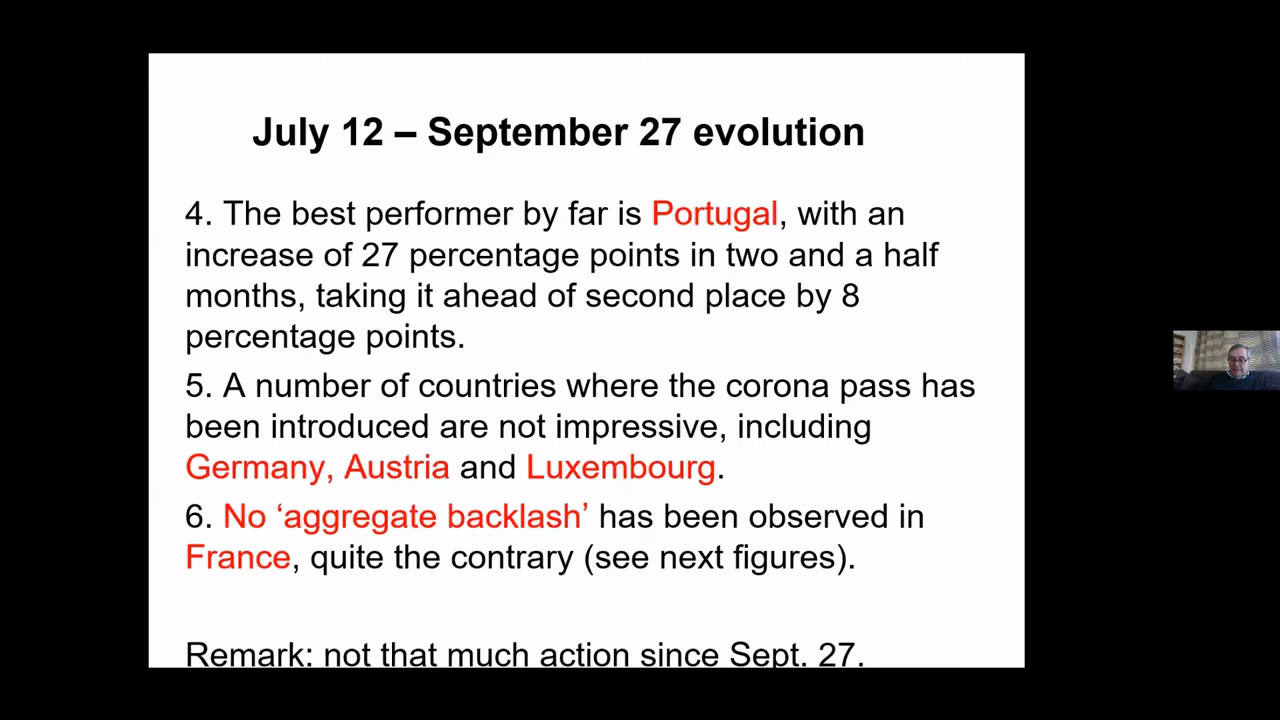 July 12 – September 27 evolution
4. The best performer by far is Portugal, with an
increase of 27 percentage points in two and a half
months, taking it ahead of second place by 8
percentage points.
5. A number of countries where the corona pass has
been introduced are not impressive, including
Germany, Austria and Luxembourg.
6. No ‘aggregate backlash’ has been observed in
France, quite the contrary (see next figures).
Remark: not that much action since Sept. 27.